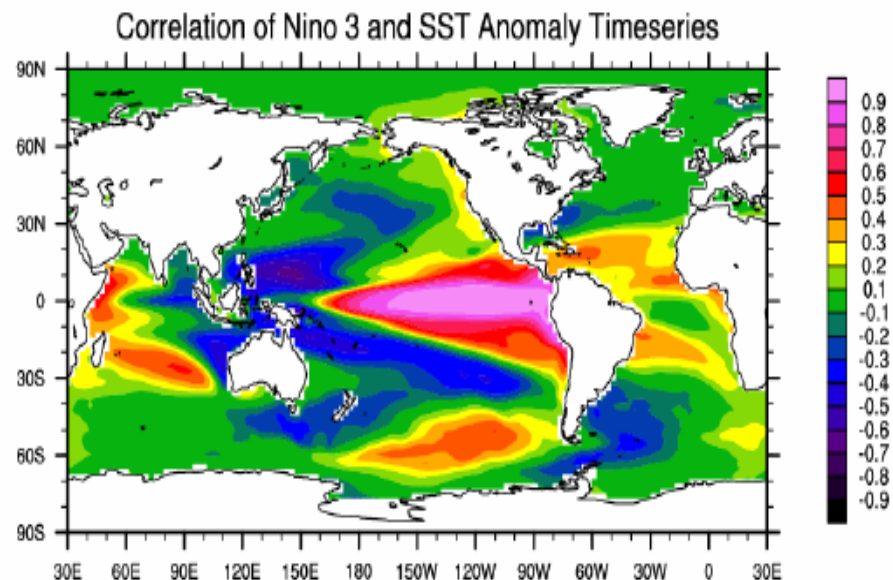 Correlation of Nino 3 and SST Anomaly Timeseries
90N
60N
30N
0
30S
60S
90S
30E 60E 90E 120E 150E 180 150W 120W 90W 60W 30W 0 30E
0.9
0.8
0.7
0.6
0.5
0.4
0.3
0.2
0.1
-0.1
-0.2
-0.3
-0.4
-0.5
-0.6
-0.7
-0.8
-0.9